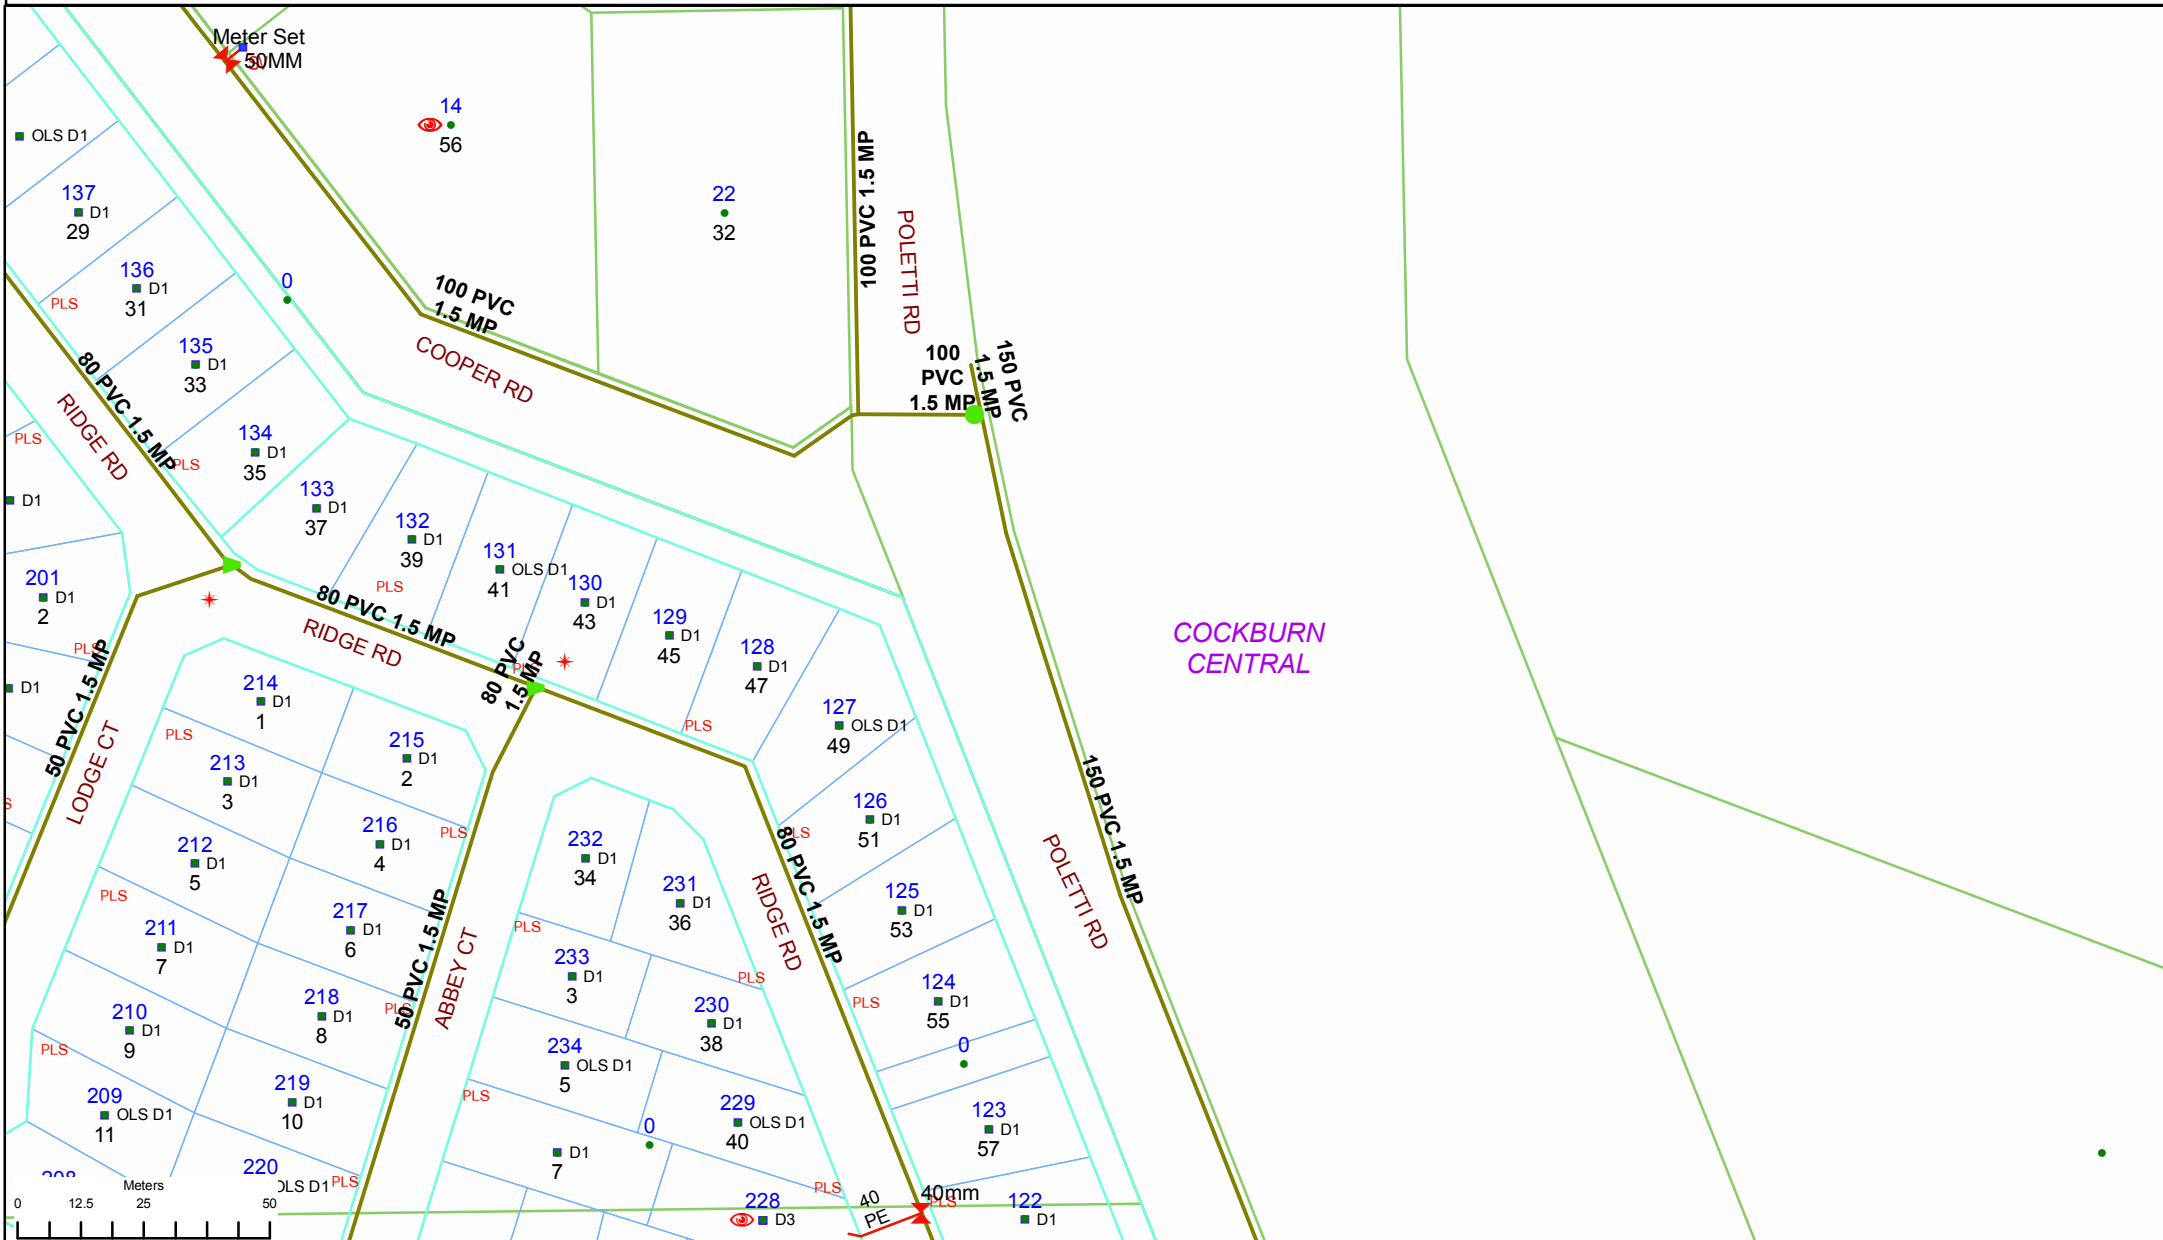 Meter Set
50MM
14
56
OLS D1
137
D1
29
22
32
100 PVC 1.5 MP
POLETTI RD
136
D1
31
PLS
0
100 PVC
1.5 MP
COOPER RD
135
D1
33
80 PVC 1.5 MP
RIDGE RD
100
PVC
1.5 MP
150 PVC
1.5 MP
PLS
134
D1
35
PLS
D1
133
D1
37
132
D1
39
PLS
131
OLS D1
41
130
D1
43
129
D1
45
128
D1
47
PLS
201
D1
2
PLS
80 PVC 1.5 MP
RIDGE RD
80 PVC
1.5 MP
COCKBURN
CENTRAL
D1
50 PVC 1.5 MP
LODGE CT
214
D1
1
PLS
215
D1
2
127
OLS D1
49
213
D1
3
150 PVC 1.5 MP
POLETTI RD
216
D1
4
PLS
126
D1
51
PLS
80 PVC 1.5 MP
RIDGE RD
232
D1
34
212
D1
5
PLS
231
D1
36
125
D1
53
217
D1
6
PLS
211
D1
7
50 PVC 1.5 MP
ABBEY CT
233
D1
3
PLS
124
D1
55
PLS
218
D1
8
PLS
230
D1
38
210
D1
9
PLS
234
OLS D1
5
PLS
0
219
D1
10
209
OLS D1
11
229
OLS D1
40
123
D1
57
0
D1
7
220
OLS D1
PLS
PLS
228
D3
40
PE
40mm
PLS
122
D1
Meters
0 12.5 25 50